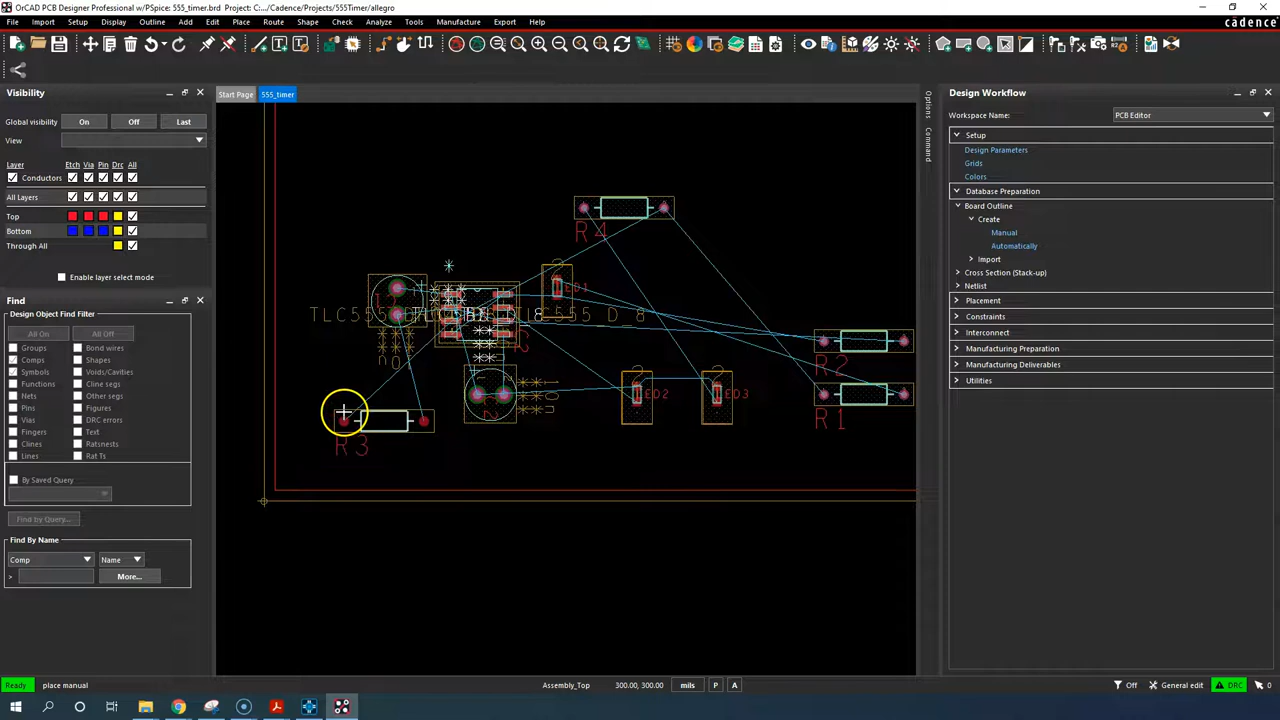 OrCAD PCB Designer Professional w/PSpice: 555_timer.brd Project: C:/.../Cadence/Projects/555Timer/allegro
File Import Setup Display Outline Edit Add Place Route Shape Check Analyze Tools Manufacture Export Help
cadence
Visibility
Global visibility On Off Last
View
Layer Etch Via Pin Drc All
Conductors
All Layers
Top
Bottom
Through All
Enable layer select mode
Find
Design Object Find Filter
All On All Off
Groups Bond wires
Comps Shapes
Symbols Voids/Cavities
Functions Cline segs
Nets Other segs
Pins Figures
Vias DRC errors
Fingers Text
Clines Ratsnests
Lines Rat Ts
By Saved Query
Find by Query...
Find By Name
Comp Name
> More...
Start Page 555_timer
Options
Command
R4
ED1
R2
ED2
ED3
R1
R3
Design Workflow
Workspace Name: PCB Editor
Setup
Design Parameters
Grids
Colors
Database Preparation
Board Outline
Create
Manual
Automatically
Import
Cross Section (Stack-up)
Netlist
Placement
Constraints
Interconnect
Manufacturing Preparation
Manufacturing Deliverables
Utilities
Ready place manual Assembly_Top 300.00, 300.00 mils P A Off General edit DRC 0